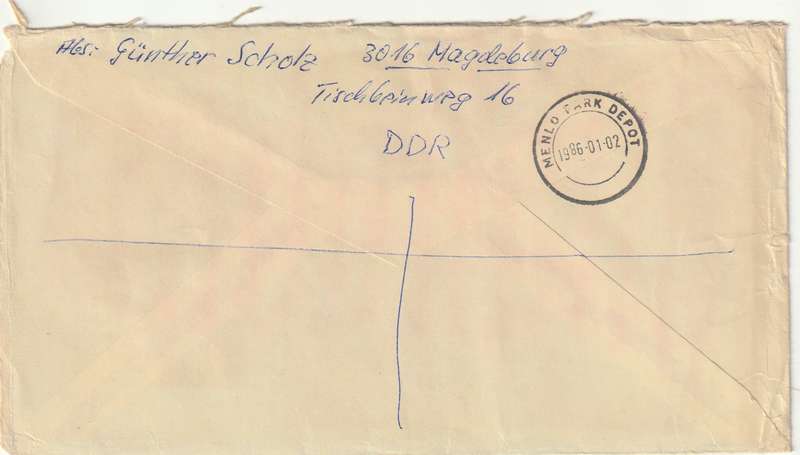 Abs: Günther Scholz 3016 Magdeburg
Tischbeinweg 16
DDR
MENLO PARK DEPOT
1986-01-02